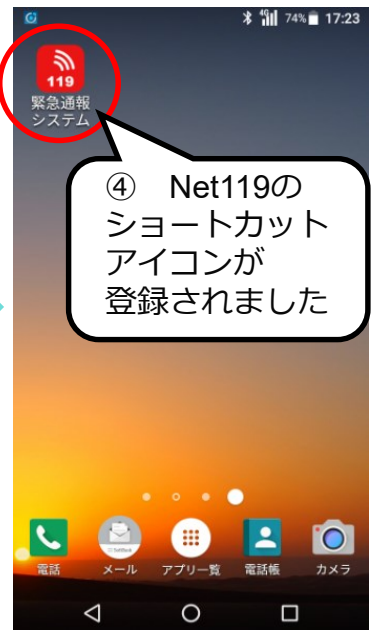 4G 74% 17:23
119
緊急通報
システム
④ Net119の
ショートカット
アイコンが
登録されました
SoftBank
電話 メール アプリ一覧 電話帳 カメラ